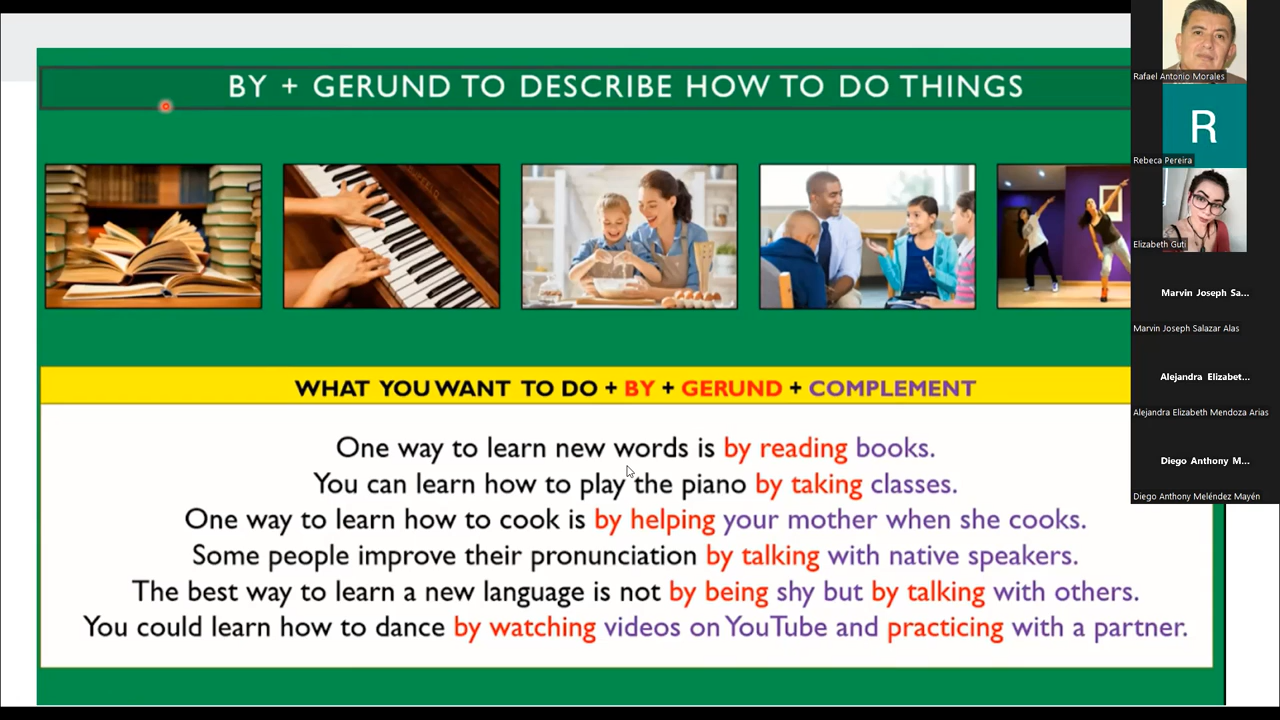 BY + GERUND TO DESCRIBE HOW TO DO THINGS
WHAT YOU WANT TO DO + BY + GERUND + COMPLEMENT
One way to learn new words is by reading books.
You can learn how to play the piano by taking classes.
One way to learn how to cook is by helping your mother when she cooks.
Some people improve their pronunciation by talking with native speakers.
The best way to learn a new language is not by being shy but by talking with others.
You could learn how to dance by watching videos on YouTube and practicing with a partner.
Rafael Antonio Morales
R
Rebeca Pereira
Elizabeth Guti
Marvin Joseph Sa...
Marvin Joseph Salazar Alas
Alejandra Elizabet...
Alejandra Elizabeth Mendoza Arias
Diego Anthony M...
Diego Anthony Meléndez Mayén